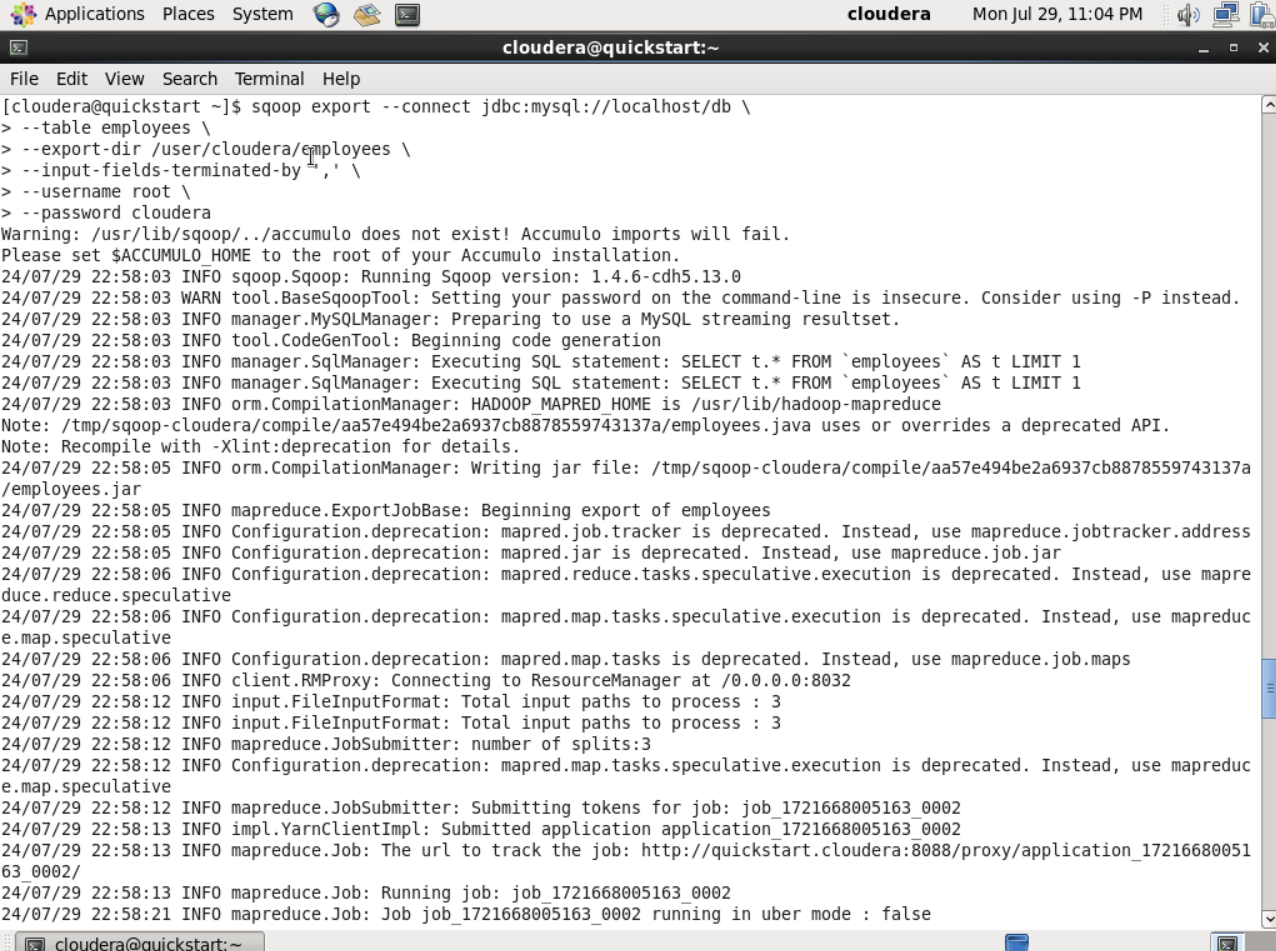 Applications Places System cloudera Mon Jul 29, 11:04 PM
cloudera@quickstart:~
File Edit View Search Terminal Help
[cloudera@quickstart ~]$ sqoop export --connect jdbc:mysql://localhost/db \
> --table employees \
> --export-dir /user/cloudera/employees \
> --input-fields-terminated-by ',' \
> --username root \
> --password cloudera
Warning: /usr/lib/sqoop/../accumulo does not exist! Accumulo imports will fail.
Please set $ACCUMULO_HOME to the root of your Accumulo installation.
24/07/29 22:58:03 INFO sqoop.Sqoop: Running Sqoop version: 1.4.6-cdh5.13.0
24/07/29 22:58:03 WARN tool.BaseSqoopTool: Setting your password on the command-line is insecure. Consider using -P instead.
24/07/29 22:58:03 INFO manager.MySQLManager: Preparing to use a MySQL streaming resultset.
24/07/29 22:58:03 INFO tool.CodeGenTool: Beginning code generation
24/07/29 22:58:03 INFO manager.SqlManager: Executing SQL statement: SELECT t.* FROM `employees` AS t LIMIT 1
24/07/29 22:58:03 INFO manager.SqlManager: Executing SQL statement: SELECT t.* FROM `employees` AS t LIMIT 1
24/07/29 22:58:03 INFO orm.CompilationManager: HADOOP_MAPRED_HOME is /usr/lib/hadoop-mapreduce
Note: /tmp/sqoop-cloudera/compile/aa57e494be2a6937cb8878559743137a/employees.java uses or overrides a deprecated API.
Note: Recompile with -Xlint:deprecation for details.
24/07/29 22:58:05 INFO orm.CompilationManager: Writing jar file: /tmp/sqoop-cloudera/compile/aa57e494be2a6937cb8878559743137a
/employees.jar
24/07/29 22:58:05 INFO mapreduce.ExportJobBase: Beginning export of employees
24/07/29 22:58:05 INFO Configuration.deprecation: mapred.job.tracker is deprecated. Instead, use mapreduce.jobtracker.address
24/07/29 22:58:05 INFO Configuration.deprecation: mapred.jar is deprecated. Instead, use mapreduce.job.jar
24/07/29 22:58:06 INFO Configuration.deprecation: mapred.reduce.tasks.speculative.execution is deprecated. Instead, use mapre
duce.reduce.speculative
24/07/29 22:58:06 INFO Configuration.deprecation: mapred.map.tasks.speculative.execution is deprecated. Instead, use mapreduc
e.map.speculative
24/07/29 22:58:06 INFO Configuration.deprecation: mapred.map.tasks is deprecated. Instead, use mapreduce.job.maps
24/07/29 22:58:06 INFO client.RMProxy: Connecting to ResourceManager at /0.0.0.0:8032
24/07/29 22:58:12 INFO input.FileInputFormat: Total input paths to process : 3
24/07/29 22:58:12 INFO input.FileInputFormat: Total input paths to process : 3
24/07/29 22:58:12 INFO mapreduce.JobSubmitter: number of splits:3
24/07/29 22:58:12 INFO Configuration.deprecation: mapred.map.tasks.speculative.execution is deprecated. Instead, use mapreduc
e.map.speculative
24/07/29 22:58:12 INFO mapreduce.JobSubmitter: Submitting tokens for job: job_1721668005163_0002
24/07/29 22:58:13 INFO impl.YarnClientImpl: Submitted application application_1721668005163_0002
24/07/29 22:58:13 INFO mapreduce.Job: The url to track the job: http://quickstart.cloudera:8088/proxy/application_17216680051
63_0002/
24/07/29 22:58:13 INFO mapreduce.Job: Running job: job_1721668005163_0002
24/07/29 22:58:21 INFO mapreduce.Job: Job job_1721668005163_0002 running in uber mode : false
cloudera@quickstart:~